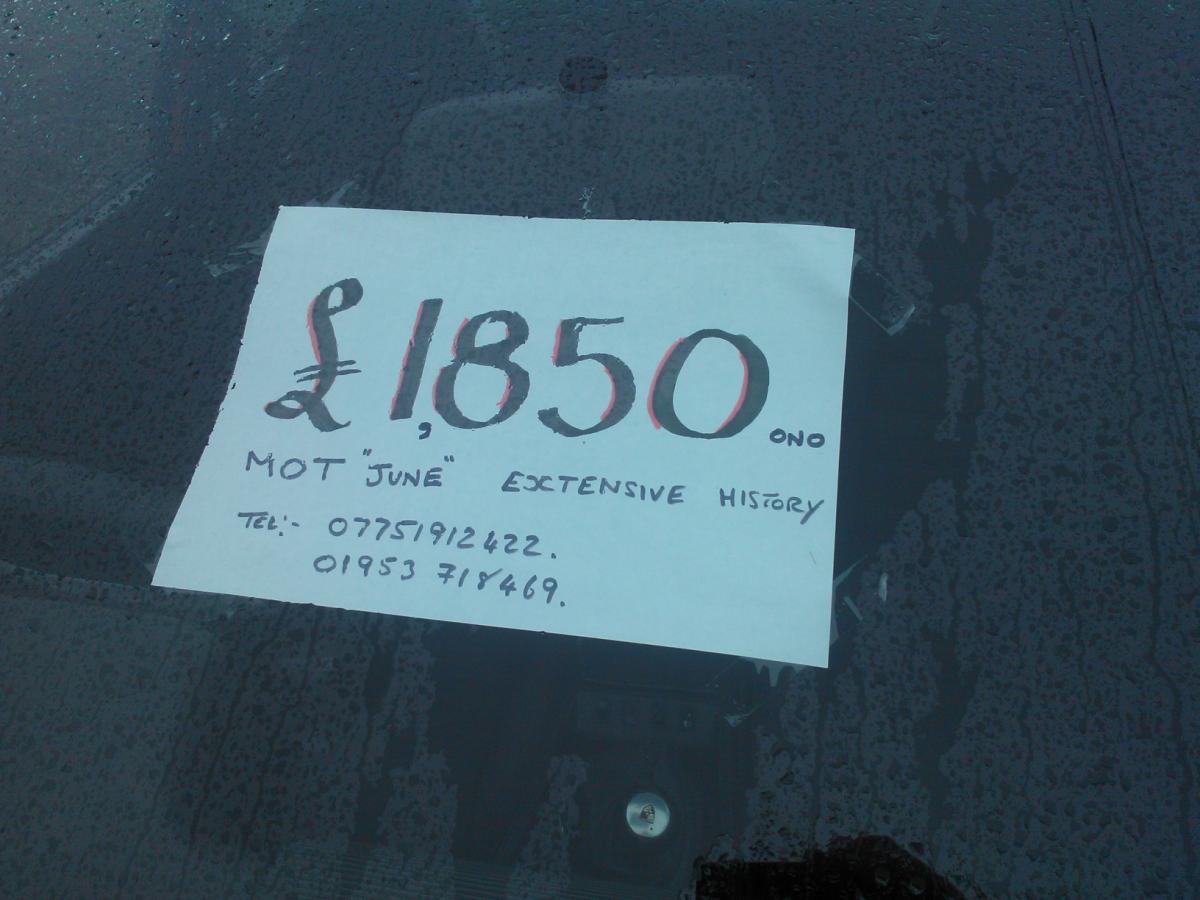 £1,850 ONO
MOT "JUNE" EXTENSIVE HISTORY
TEL:- 07751912422.
01953 718469.